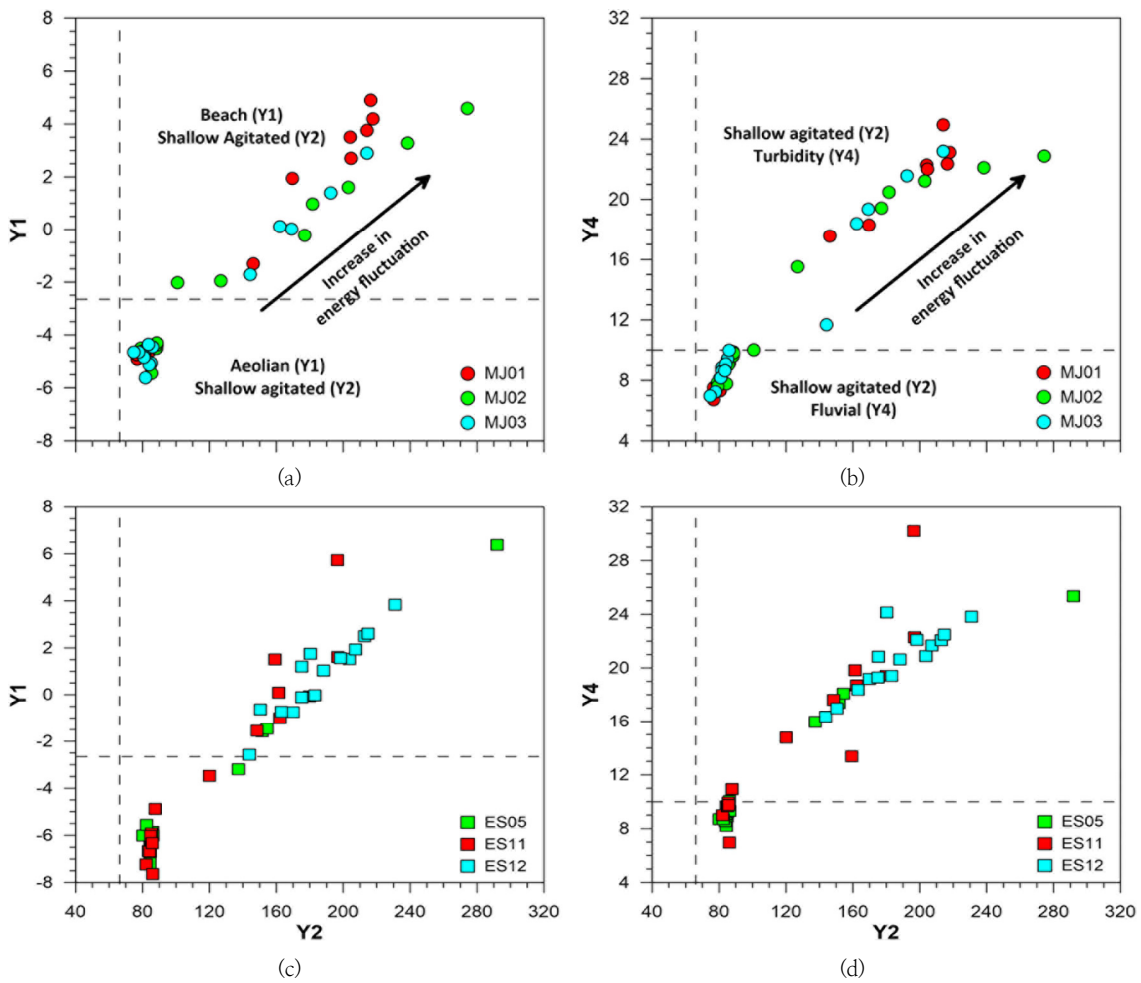 8
6
4
2
0
-2
-4
-6
-8
Y1
Beach (Y1)
Shallow Agitated (Y2)
Increase in
energy fluctuation
Aeolian (Y1)
Shallow agitated (Y2)
MJ01
MJ02
MJ03
(a)
32
28
24
20
16
12
8
4
Y4
Shallow agitated (Y2)
Turbidity (Y4)
Increase in
energy fluctuation
Shallow agitated (Y2)
Fluvial (Y4)
MJ01
MJ02
MJ03
(b)
8
6
4
2
0
-2
-4
-6
-8
Y1
ES05
ES11
ES12
40 80 120 160 200 240 280 320
Y2
(c)
32
28
24
20
16
12
8
4
Y4
ES05
ES11
ES12
40 80 120 160 200 240 280 320
Y2
(d)